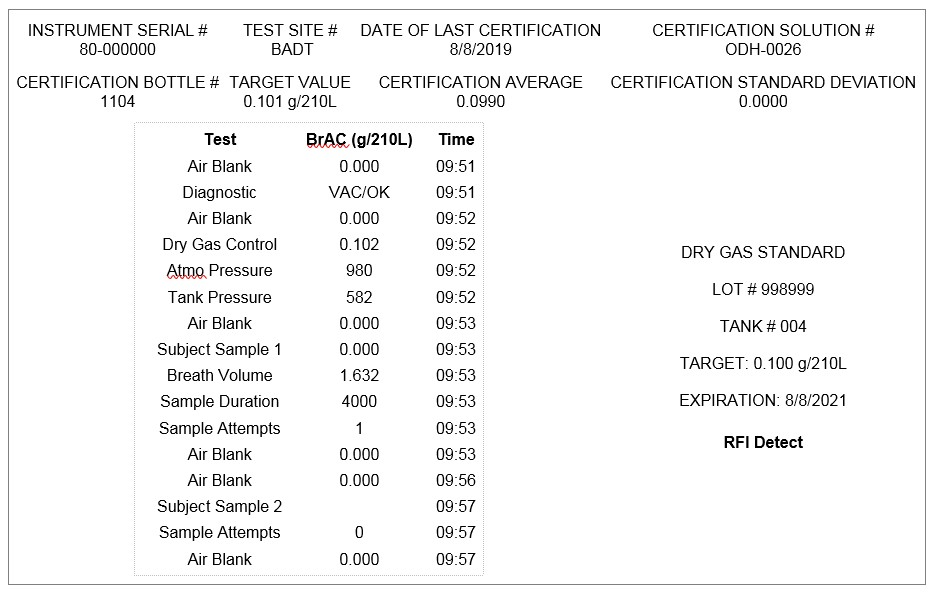 INSTRUMENT SERIAL # TEST SITE # DATE OF LAST CERTIFICATION CERTIFICATION SOLUTION #
80-000000 BADT 8/8/2019 ODH-0026
CERTIFICATION BOTTLE # TARGET VALUE CERTIFICATION AVERAGE CERTIFICATION STANDARD DEVIATION
1104 0.101 g/210L 0.0990 0.0000
Test BrAC (g/210L) Time
Air Blank 0.000 09:51
Diagnostic VAC/OK 09:51
Air Blank 0.000 09:52
Dry Gas Control 0.102 09:52
Atmo Pressure 980 09:52
Tank Pressure 582 09:52
Air Blank 0.000 09:53
Subject Sample 1 0.000 09:53
Breath Volume 1.632 09:53
Sample Duration 4000 09:53
Sample Attempts 1 09:53
Air Blank 0.000 09:53
Air Blank 0.000 09:56
Subject Sample 2 09:57
Sample Attempts 0 09:57
Air Blank 0.000 09:57
DRY GAS STANDARD
LOT # 998999
TANK # 004
TARGET: 0.100 g/210L
EXPIRATION: 8/8/2021
RFI Detect